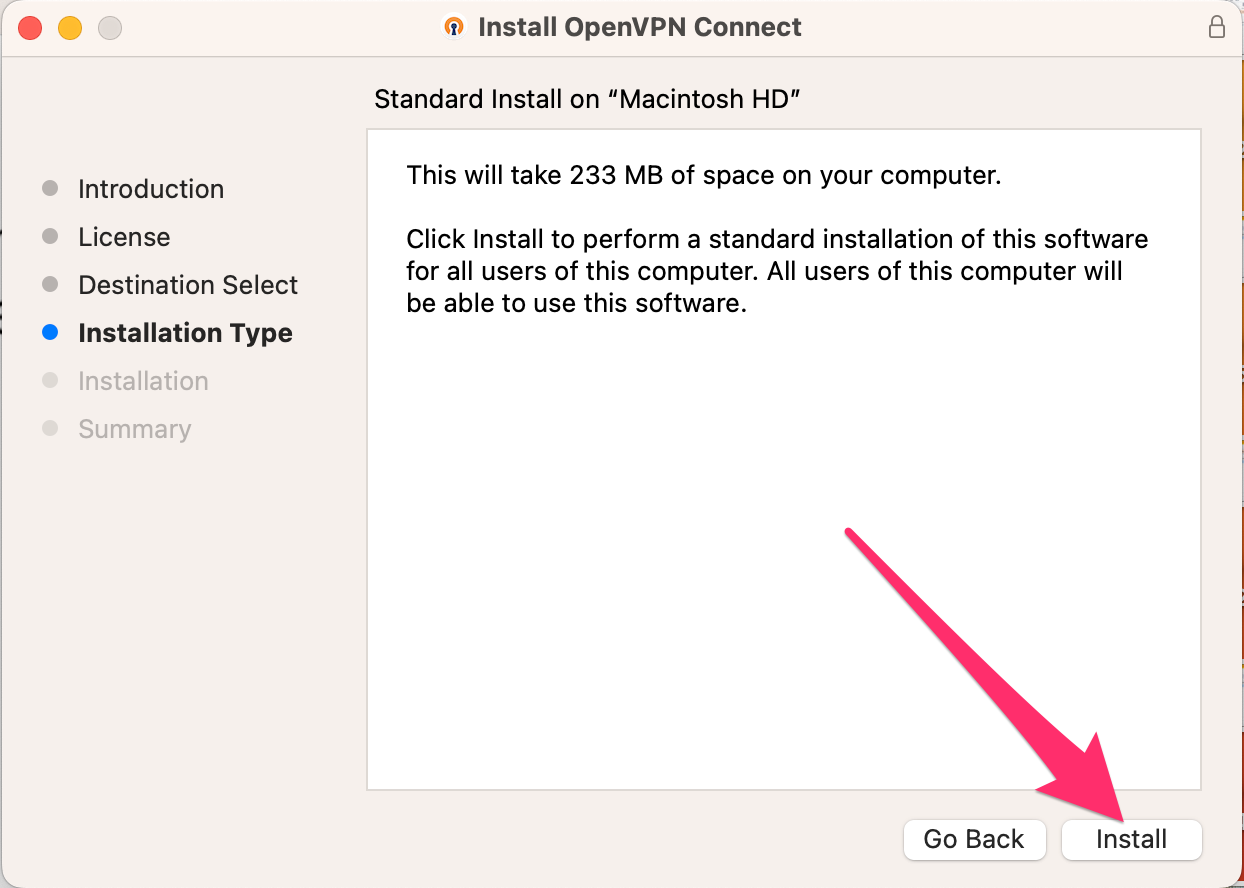 Install OpenVPN Connect
Standard Install on “Macintosh HD”
Introduction
License
Destination Select
Installation Type
Installation
Summary
This will take 233 MB of space on your computer.
Click Install to perform a standard installation of this software
for all users of this computer. All users of this computer will
be able to use this software.
Go Back
Install